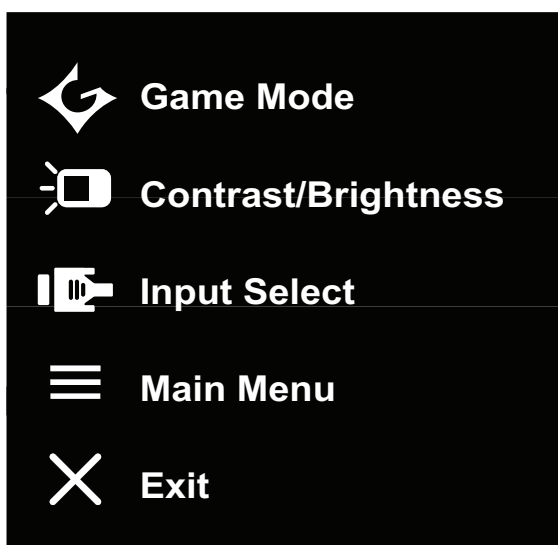 Game Mode
Contrast/Brightness
Input Select
Main Menu
Exit